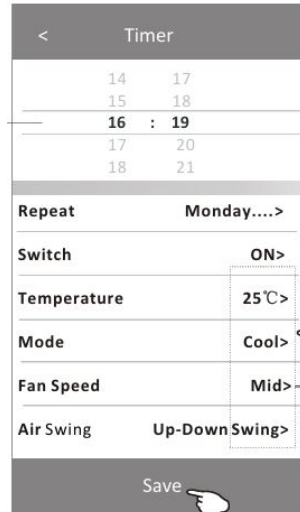 < Timer
14 17
15 18
16 : 19
17 20
18 21
Repeat Monday....>
Switch ON>
Temperature 25℃>
Mode Cool>
Fan Speed Mid>
Air Swing Up-Down Swing>
Save